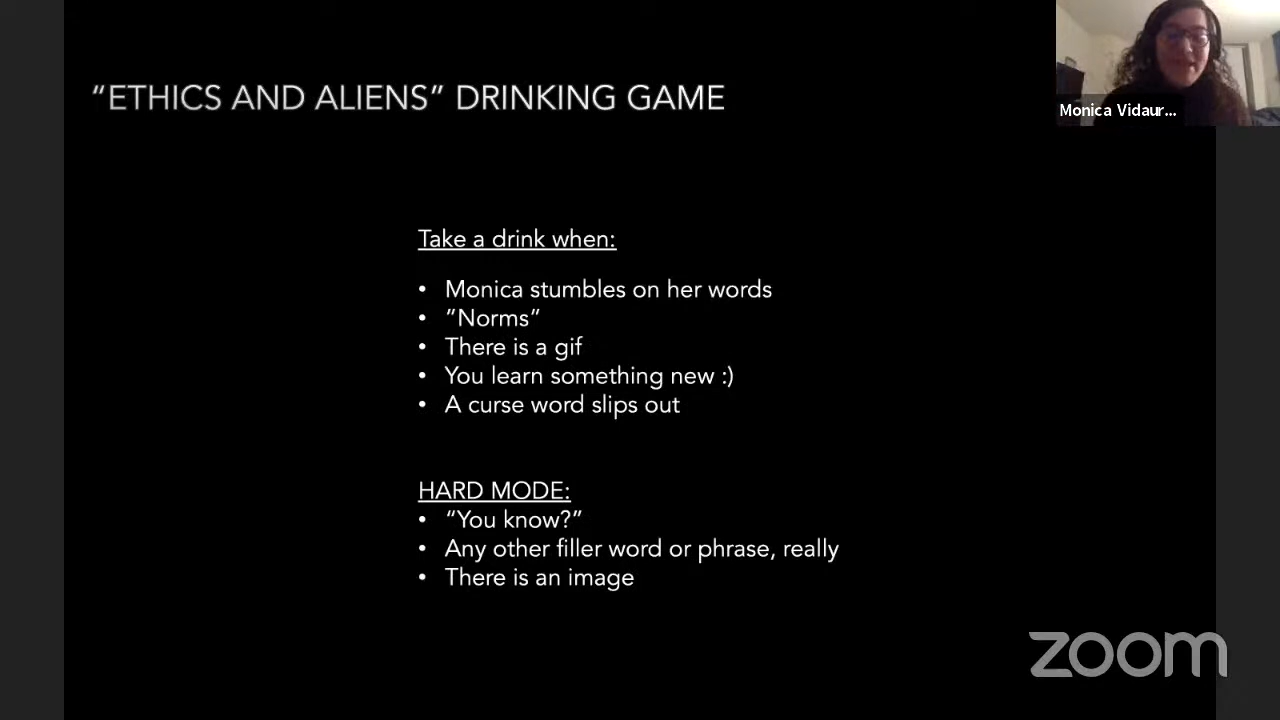 “ETHICS AND ALIENS” DRINKING GAME
Monica Vidaur...
Take a drink when:
• Monica stumbles on her words
• ”Norms”
• There is a gif
• You learn something new :)
• A curse word slips out
HARD MODE:
• “You know?”
• Any other filler word or phrase, really
• There is an image
zoom